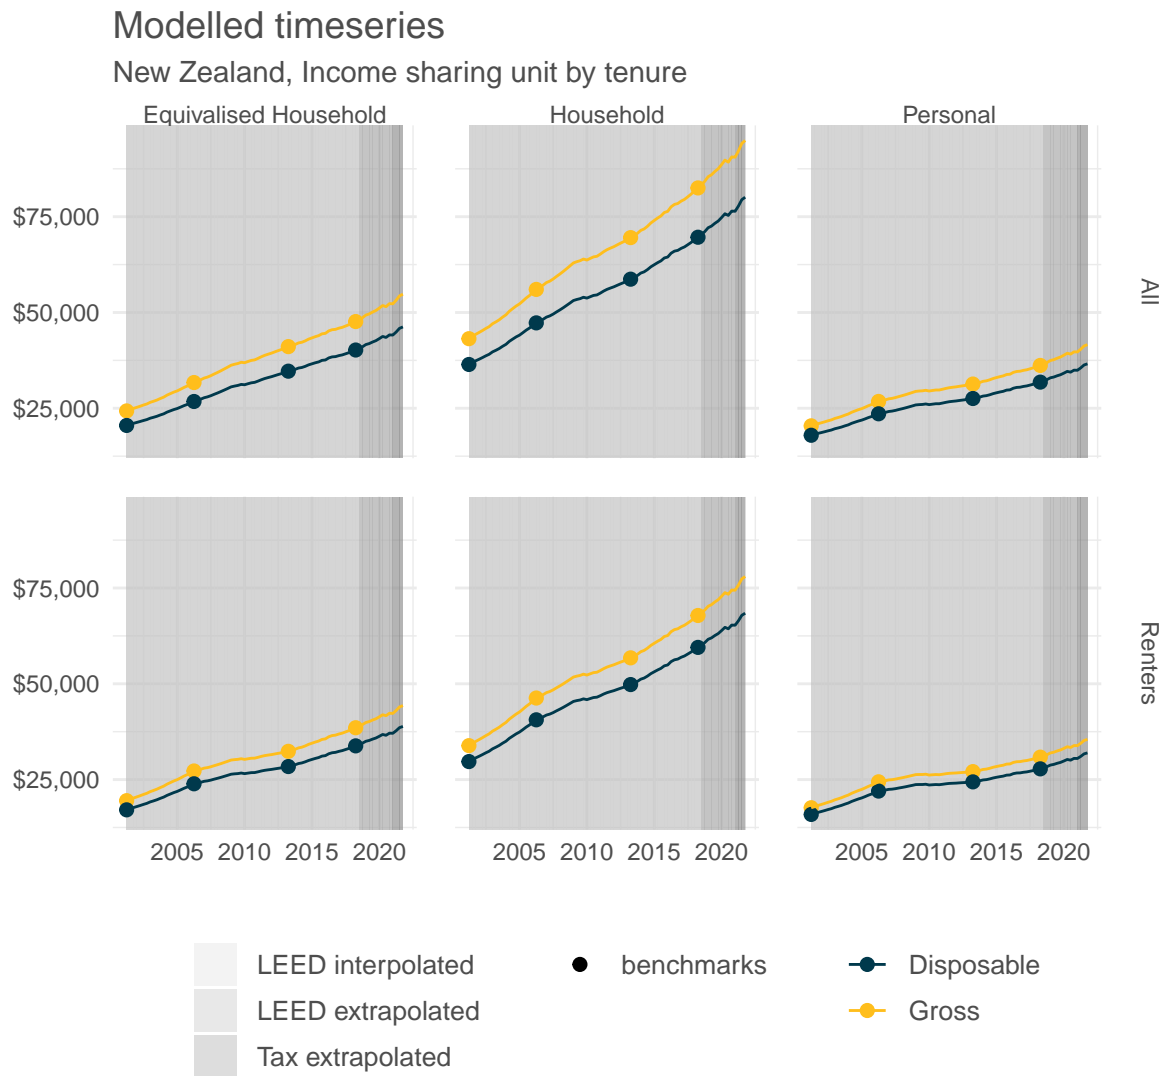 Modelled timeseries
New Zealand, Income sharing unit by tenure
Equivalised Household Household Personal
$75,000
$50,000
$25,000
All
$75,000
$50,000
$25,000
Renters
2005 2010 2015 2020 2005 2010 2015 2020 2005 2010 2015 2020
LEED interpolated benchmarks Disposable
LEED extrapolated Gross
Tax extrapolated